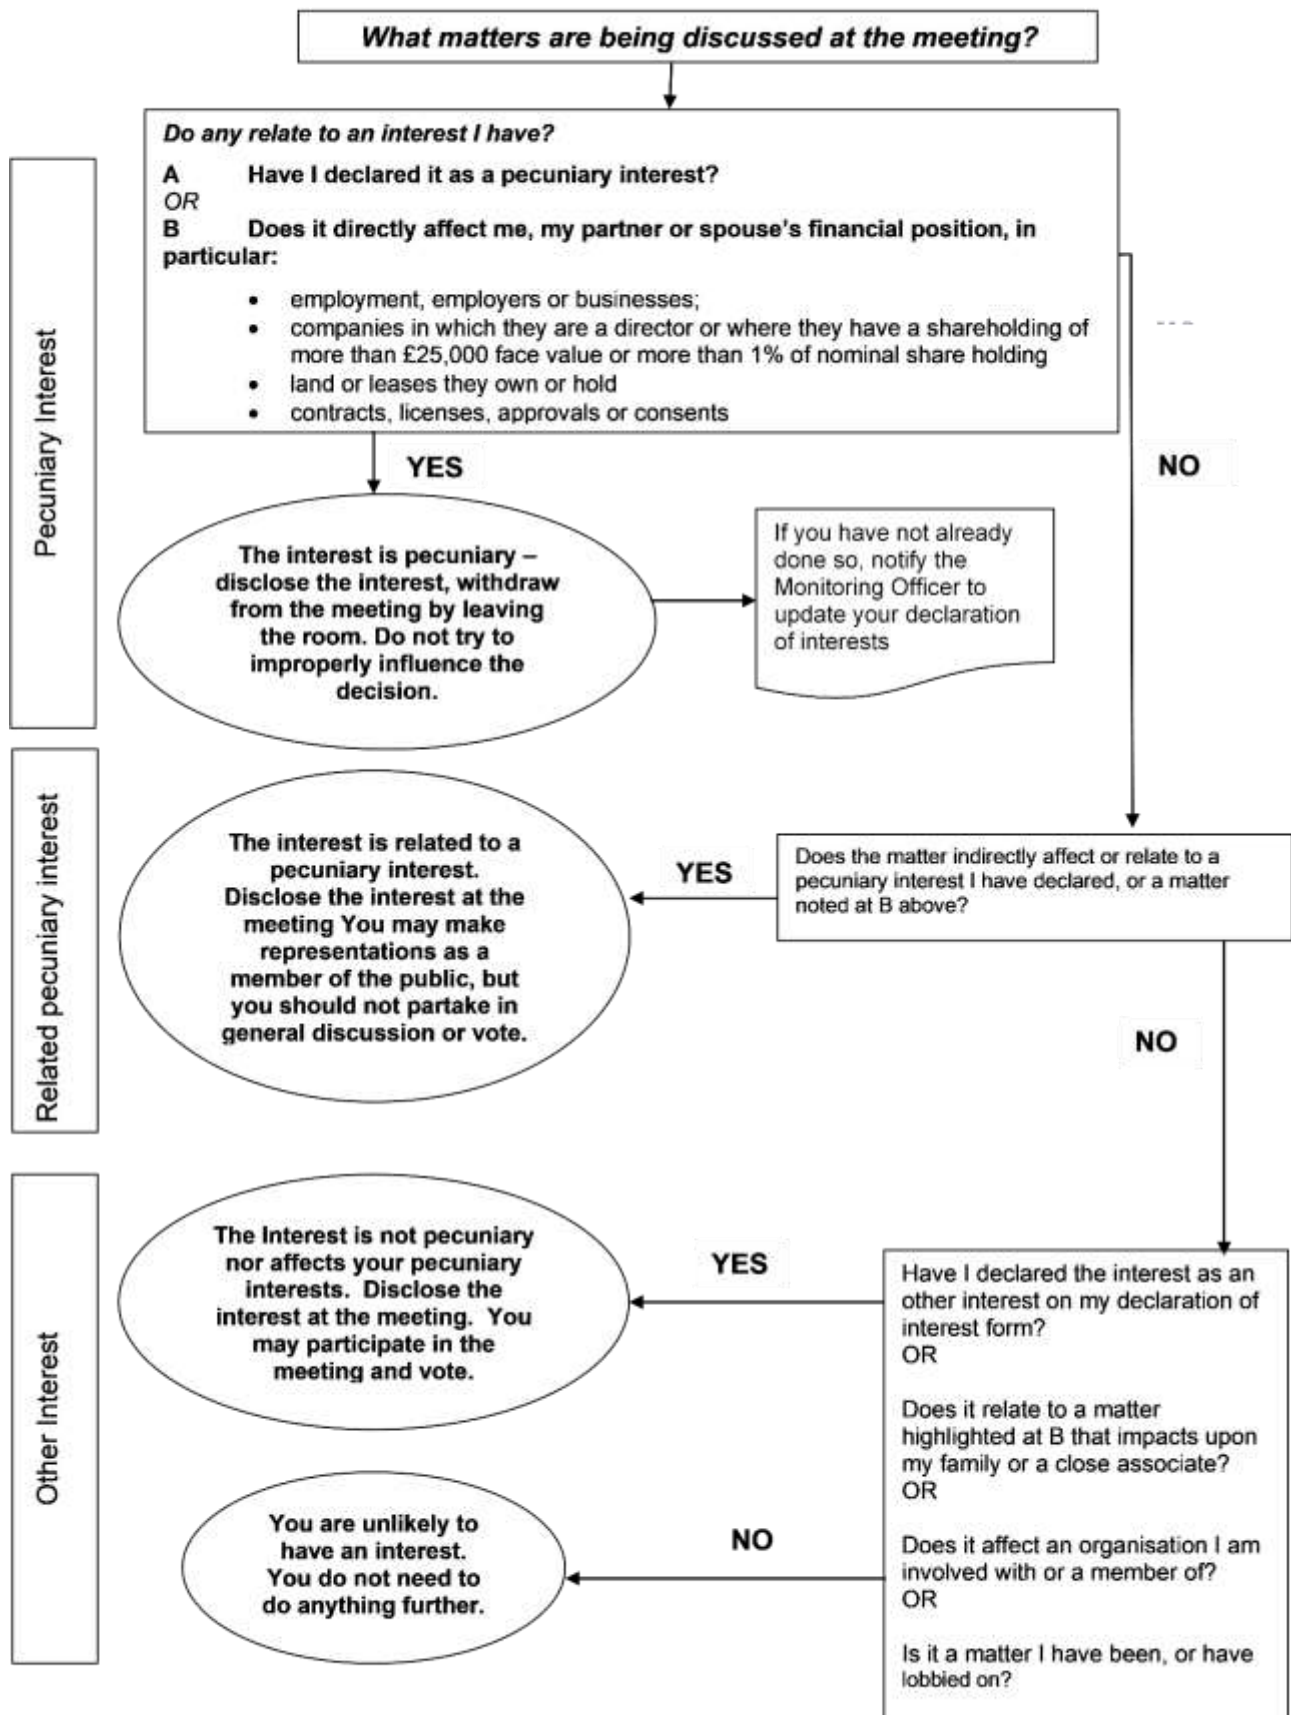 What matters are being discussed at the meeting?
Do any relate to an interest I have?
A Have I declared it as a pecuniary interest?
OR
B Does it directly affect me, my partner or spouse's financial position, in
particular:
• employment, employers or businesses;
• companies in which they are a director or where they have a shareholding of
more than £25,000 face value or more than 1% of nominal share holding
• land or leases they own or hold
• contracts, licenses, approvals or consents
Pecuniary Interest
YES
NO
The interest is pecuniary –
disclose the interest, withdraw
from the meeting by leaving
the room. Do not try to
improperly influence the
decision.
If you have not already
done so, notify the
Monitoring Officer to
update your declaration
of interests
Related pecuniary interest
The interest is related to a
pecuniary interest.
Disclose the interest at the
meeting You may make
representations as a
member of the public, but
you should not partake in
general discussion or vote.
YES
Does the matter indirectly affect or relate to a
pecuniary interest I have declared, or a matter
noted at B above?
NO
Other Interest
The Interest is not pecuniary
nor affects your pecuniary
interests. Disclose the
interest at the meeting. You
may participate in the
meeting and vote.
YES
Have I declared the interest as an
other interest on my declaration of
interest form?
OR
Does it relate to a matter
highlighted at B that impacts upon
my family or a close associate?
OR
Does it affect an organisation I am
involved with or a member of?
OR
Is it a matter I have been, or have
lobbied on?
NO
You are unlikely to
have an interest.
You do not need to
do anything further.